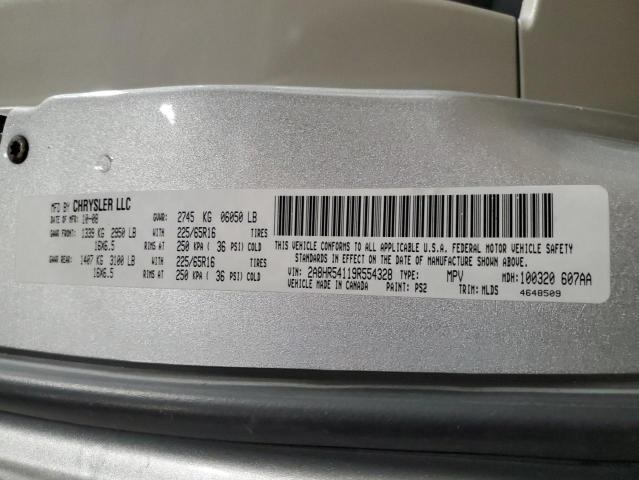 MFD BY CHRYSLER LLC
DATE OF MFR: 10-08 GVWR: 2745 KG 06050 LB
GAWR FRONT: 1339 KG 2950 LB WITH 225/65R16 TIRES
16X6.5 RIMS AT 250 KPA ( 36 PSI) COLD
GAWR REAR: 1407 KG 3100 LB WITH 225/65R16 TIRES
16X6.5 RIMS AT 250 KPA ( 36 PSI) COLD
THIS VEHICLE CONFORMS TO ALL APPLICABLE U.S.A. FEDERAL MOTOR VEHICLE SAFETY
STANDARDS IN EFFECT ON THE DATE OF MANUFACTURE SHOWN ABOVE.
VIN: 2A8HR54119R554328 TYPE: MPV MDH: 100320 607AA
VEHICLE MADE IN CANADA PAINT: PS2 TRIM: MLDS 4648509